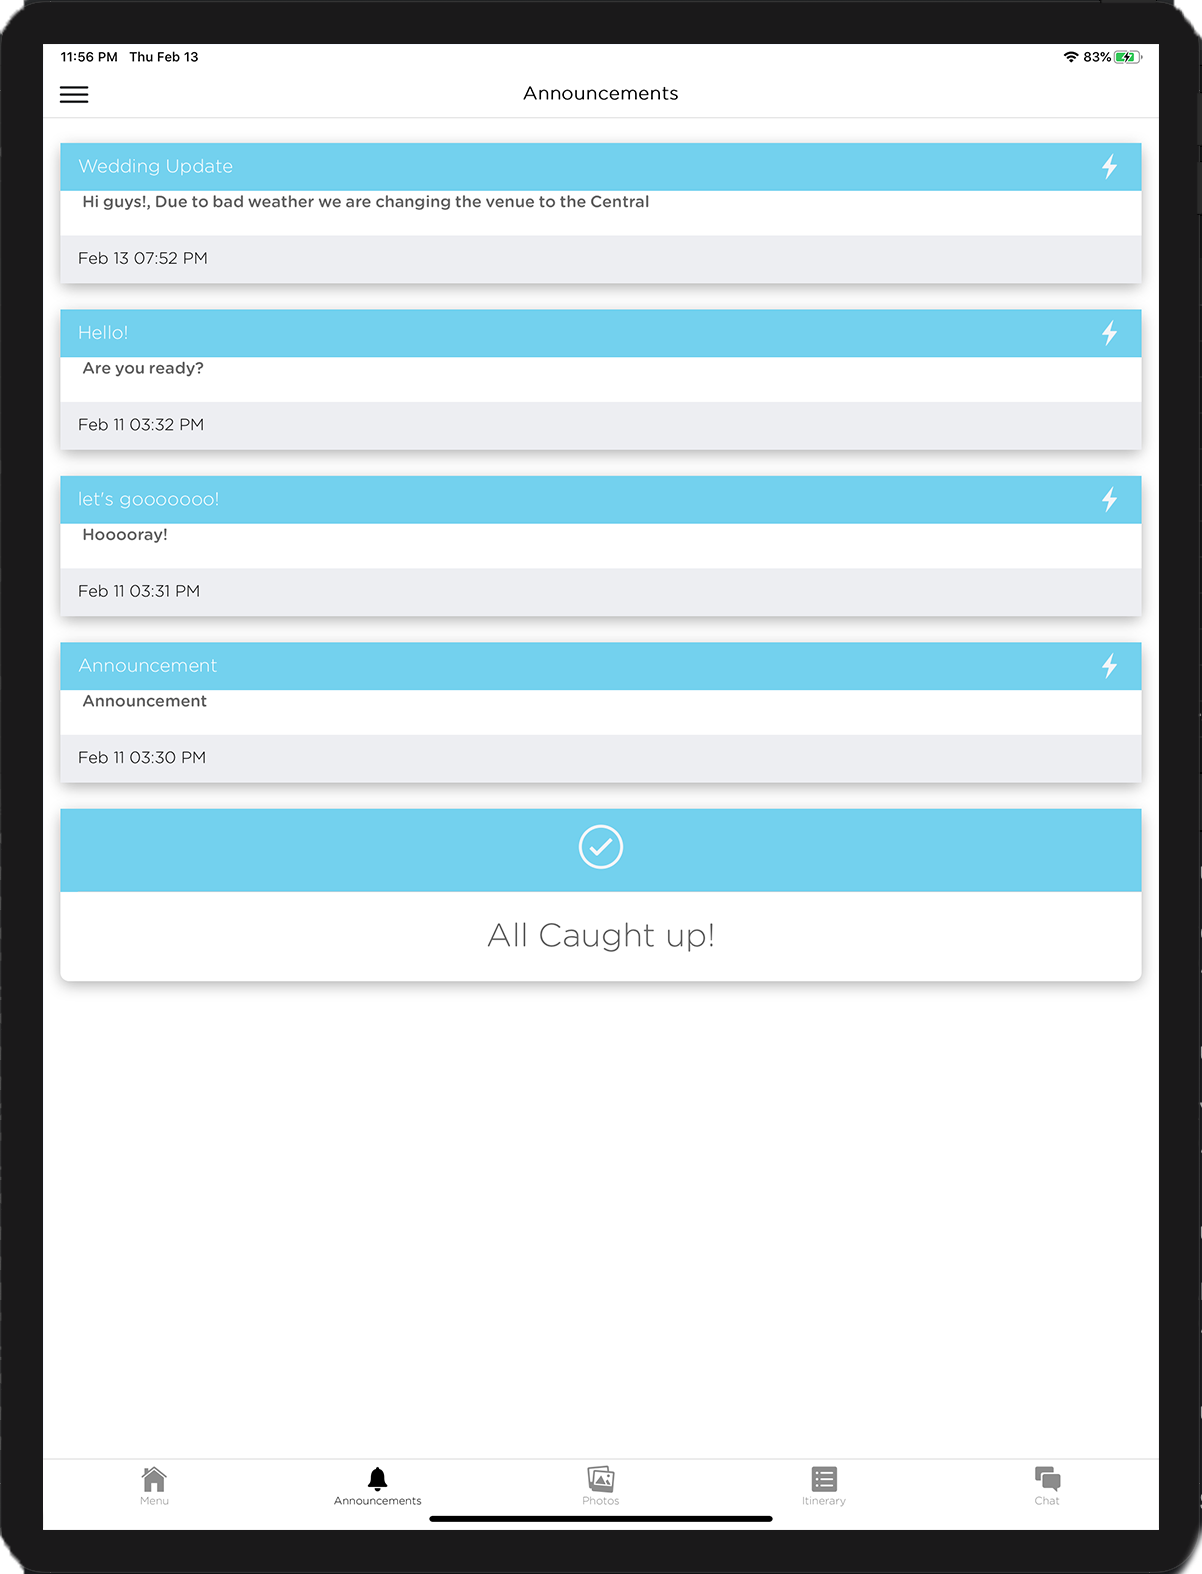 11:56 PM Thu Feb 13 83%
Announcements
Wedding Update
Hi guys!, Due to bad weather we are changing the venue to the Central
Feb 13 07:52 PM
Hello!
Are you ready?
Feb 11 03:32 PM
let's gooooooo!
Hooooray!
Feb 11 03:31 PM
Announcement
Announcement
Feb 11 03:30 PM
All Caught up!
Menu Announcements Photos Itinerary Chat